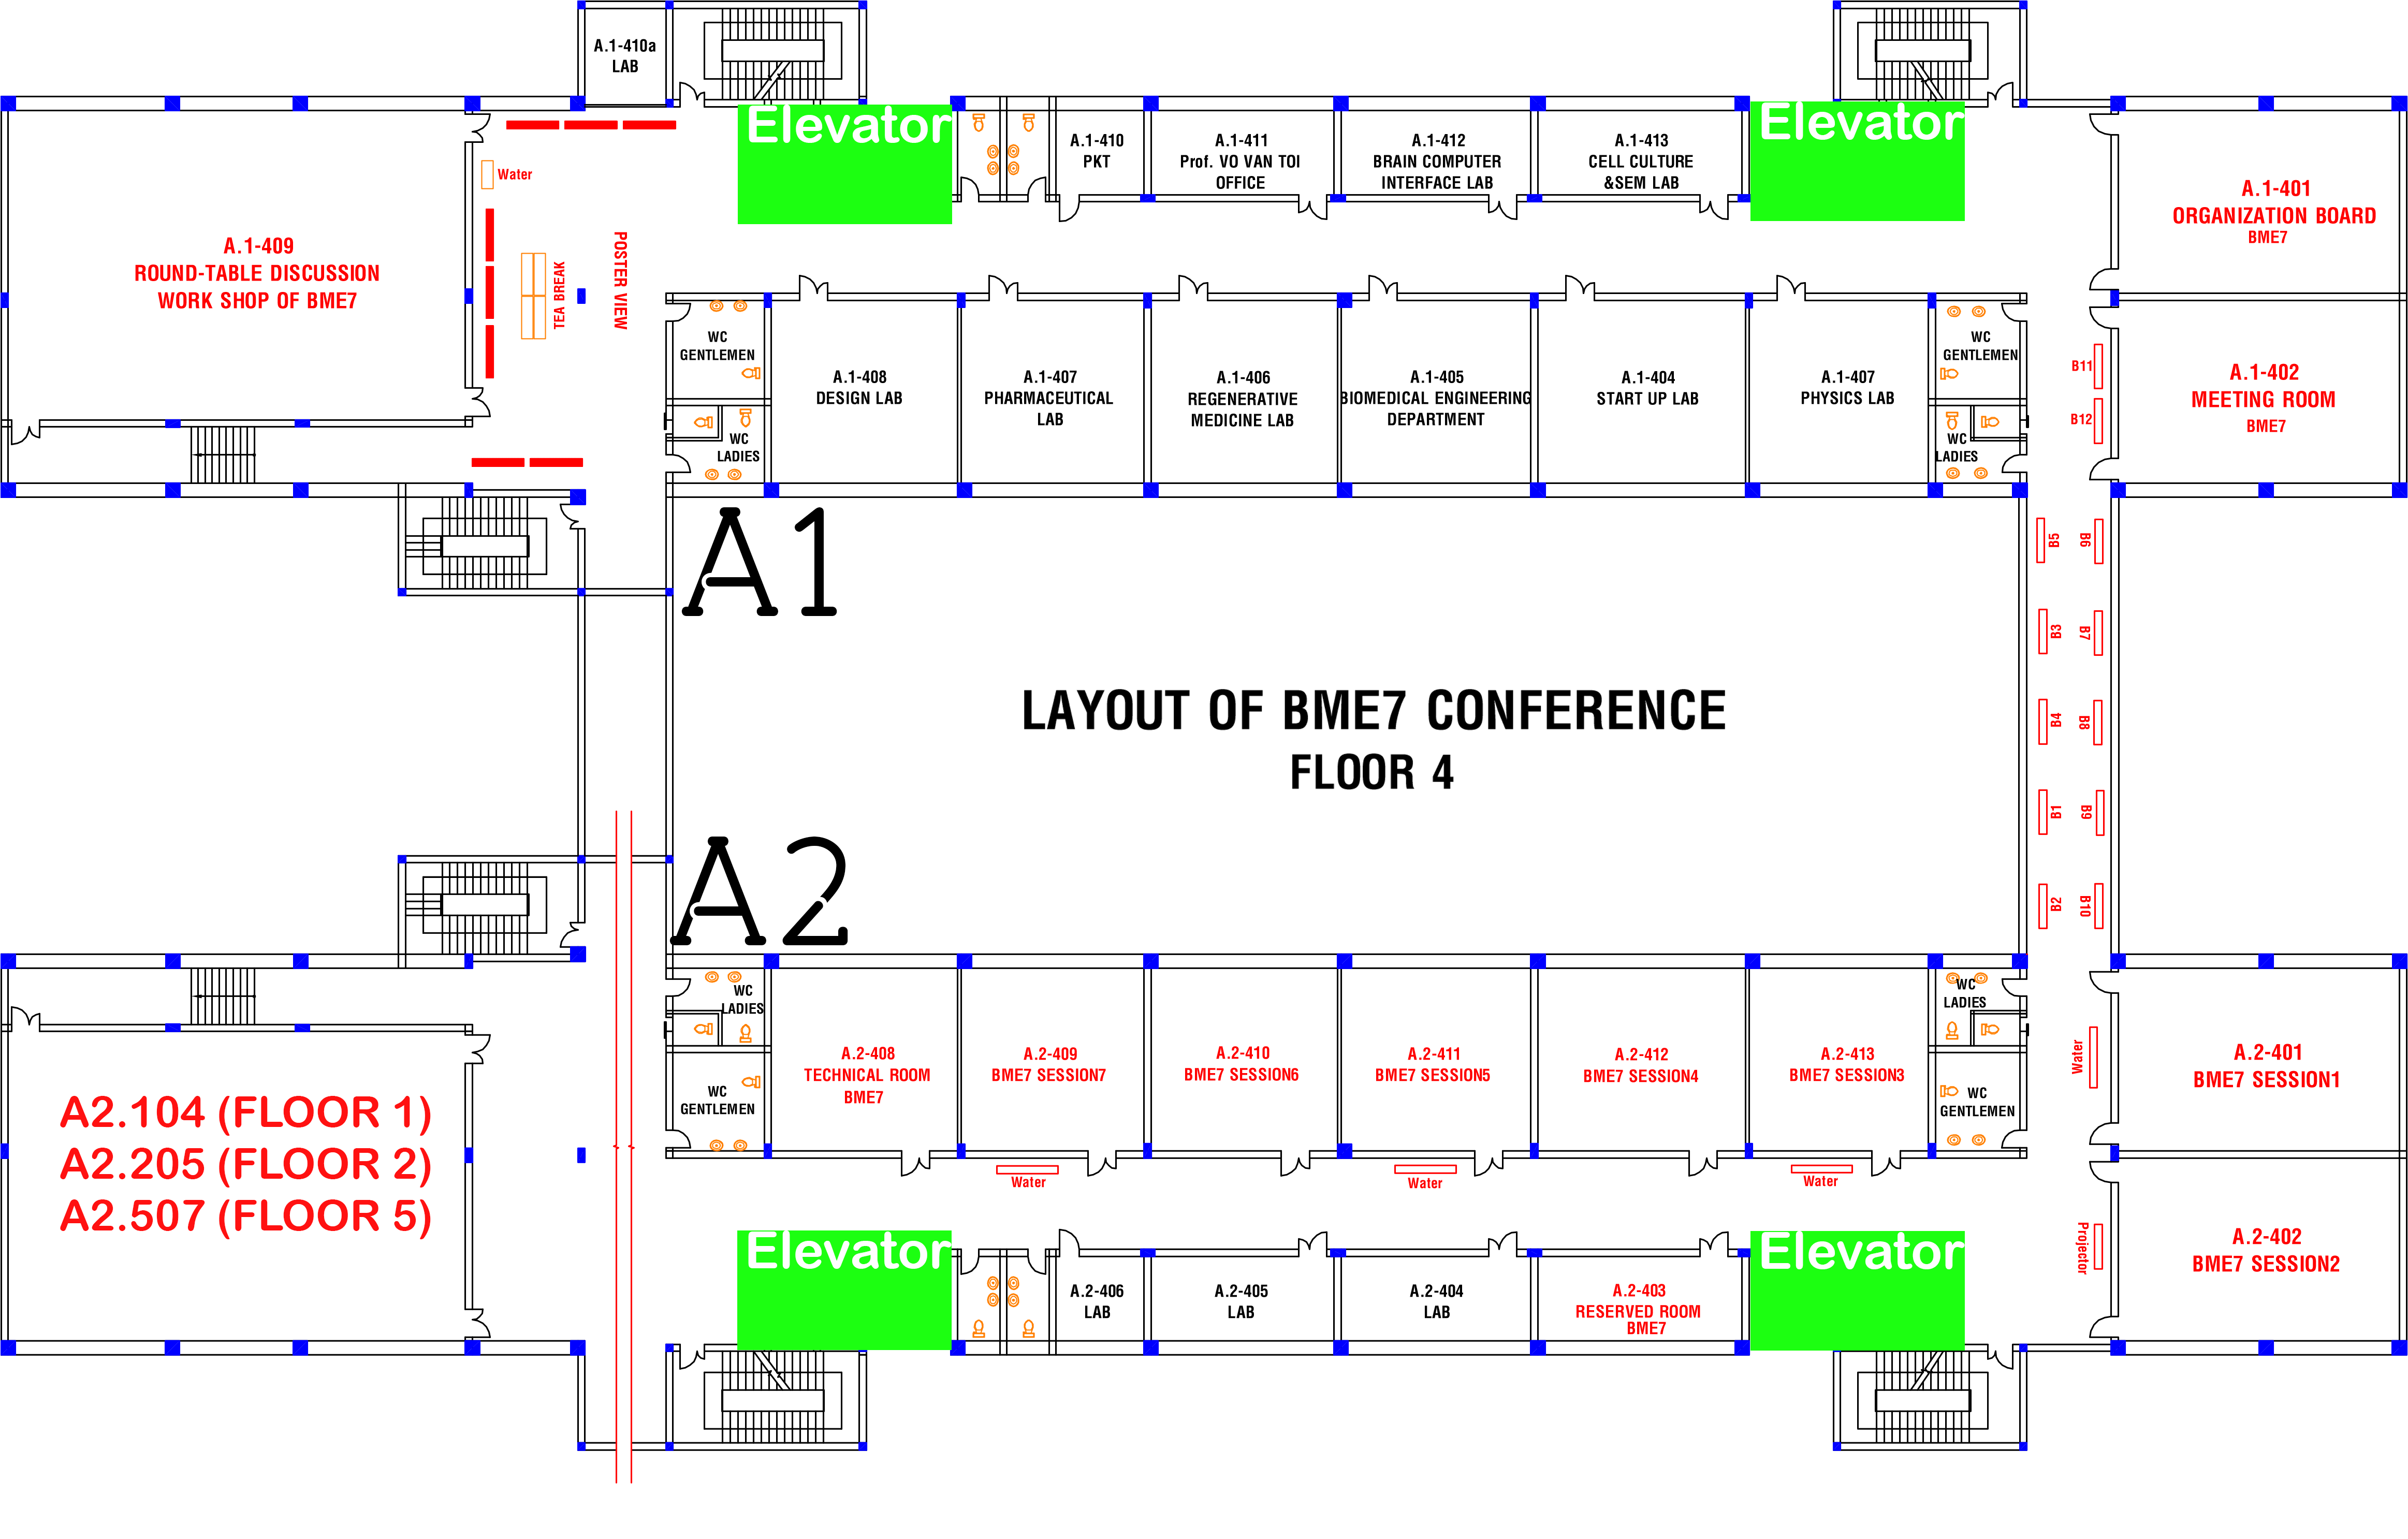 A.1-410a
LAB
Elevator
A.1-410
PKT
A.1-411
Prof. VO VAN TOI
OFFICE
A.1-412
BRAIN COMPUTER
INTERFACE LAB
A.1-413
CELL CULTURE
&SEM LAB
Elevator
A.1-401
ORGANIZATION BOARD
BME7
A.1-409
ROUND-TABLE DISCUSSION
WORK SHOP OF BME7
Water
TEA BREAK
POSTER VIEW
WC
GENTLEMEN
WC
LADIES
A.1-408
DESIGN LAB
A.1-407
PHARMACEUTICAL
LAB
A.1-406
REGENERATIVE
MEDICINE LAB
A.1-405
BIOMEDICAL ENGINEERING
DEPARTMENT
A.1-404
START UP LAB
A.1-407
PHYSICS LAB
WC
GENTLEMEN
WC
LADIES
B11
B12
A.1-402
MEETING ROOM
BME7
A1
B5
B6
B3
B7
LAYOUT OF BME7 CONFERENCE
FLOOR 4
B4
B8
B1
B9
A2
B2
B10
WC
LADIES
WC
GENTLEMEN
A.2-408
TECHNICAL ROOM
BME7
A.2-409
BME7 SESSION7
A.2-410
BME7 SESSION6
A.2-411
BME7 SESSION5
A.2-412
BME7 SESSION4
A.2-413
BME7 SESSION3
WC
LADIES
WC
GENTLEMEN
Water
A.2-401
BME7 SESSION1
A2.104 (FLOOR 1)
A2.205 (FLOOR 2)
A2.507 (FLOOR 5)
Water
Water
Water
Elevator
A.2-406
LAB
A.2-405
LAB
A.2-404
LAB
A.2-403
RESERVED ROOM
BME7
Elevator
Projector
A.2-402
BME7 SESSION2